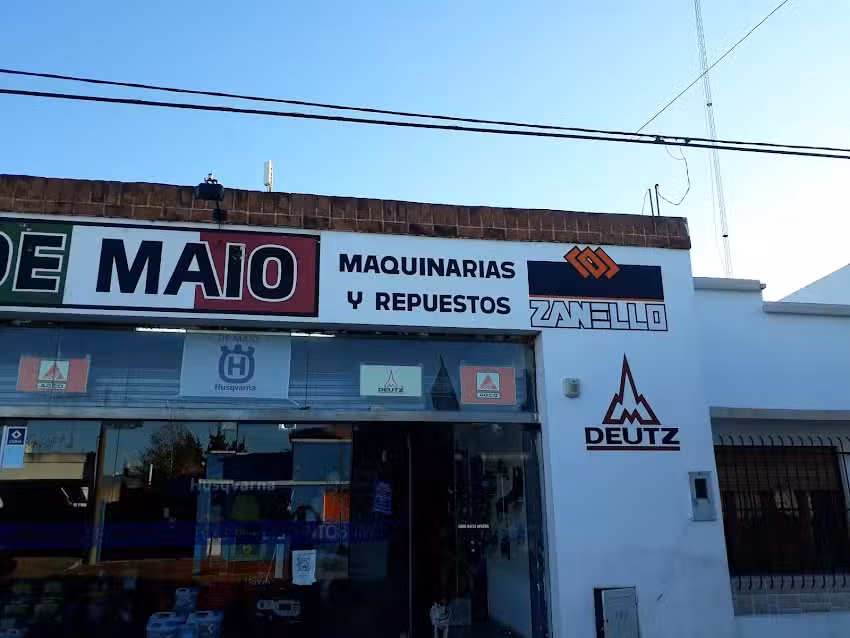 DE MAIO
MAQUINARIAS
Y REPUESTOS
ZANELLO
DEUTZ
AGCO
DE MAIO
Husqvarna
DEUTZ
AGCO
Husqvarna